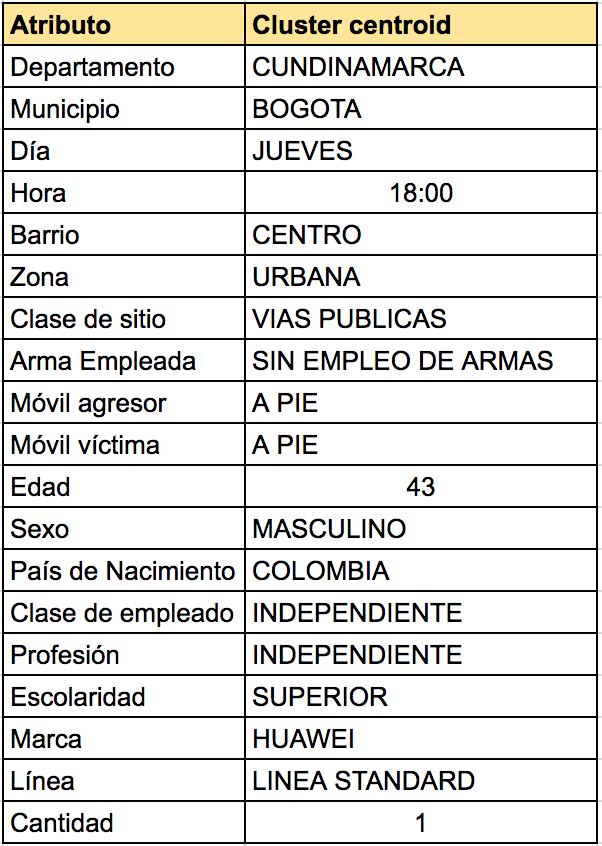 Atributo Cluster centroid
Departamento CUNDINAMARCA
Municipio BOGOTA
Día JUEVES
Hora 18:00
Barrio CENTRO
Zona URBANA
Clase de sitio VIAS PUBLICAS
Arma Empleada SIN EMPLEO DE ARMAS
Móvil agresor A PIE
Móvil víctima A PIE
Edad 43
Sexo MASCULINO
País de Nacimiento COLOMBIA
Clase de empleado INDEPENDIENTE
Profesión INDEPENDIENTE
Escolaridad SUPERIOR
Marca HUAWEI
Línea LINEA STANDARD
Cantidad 1